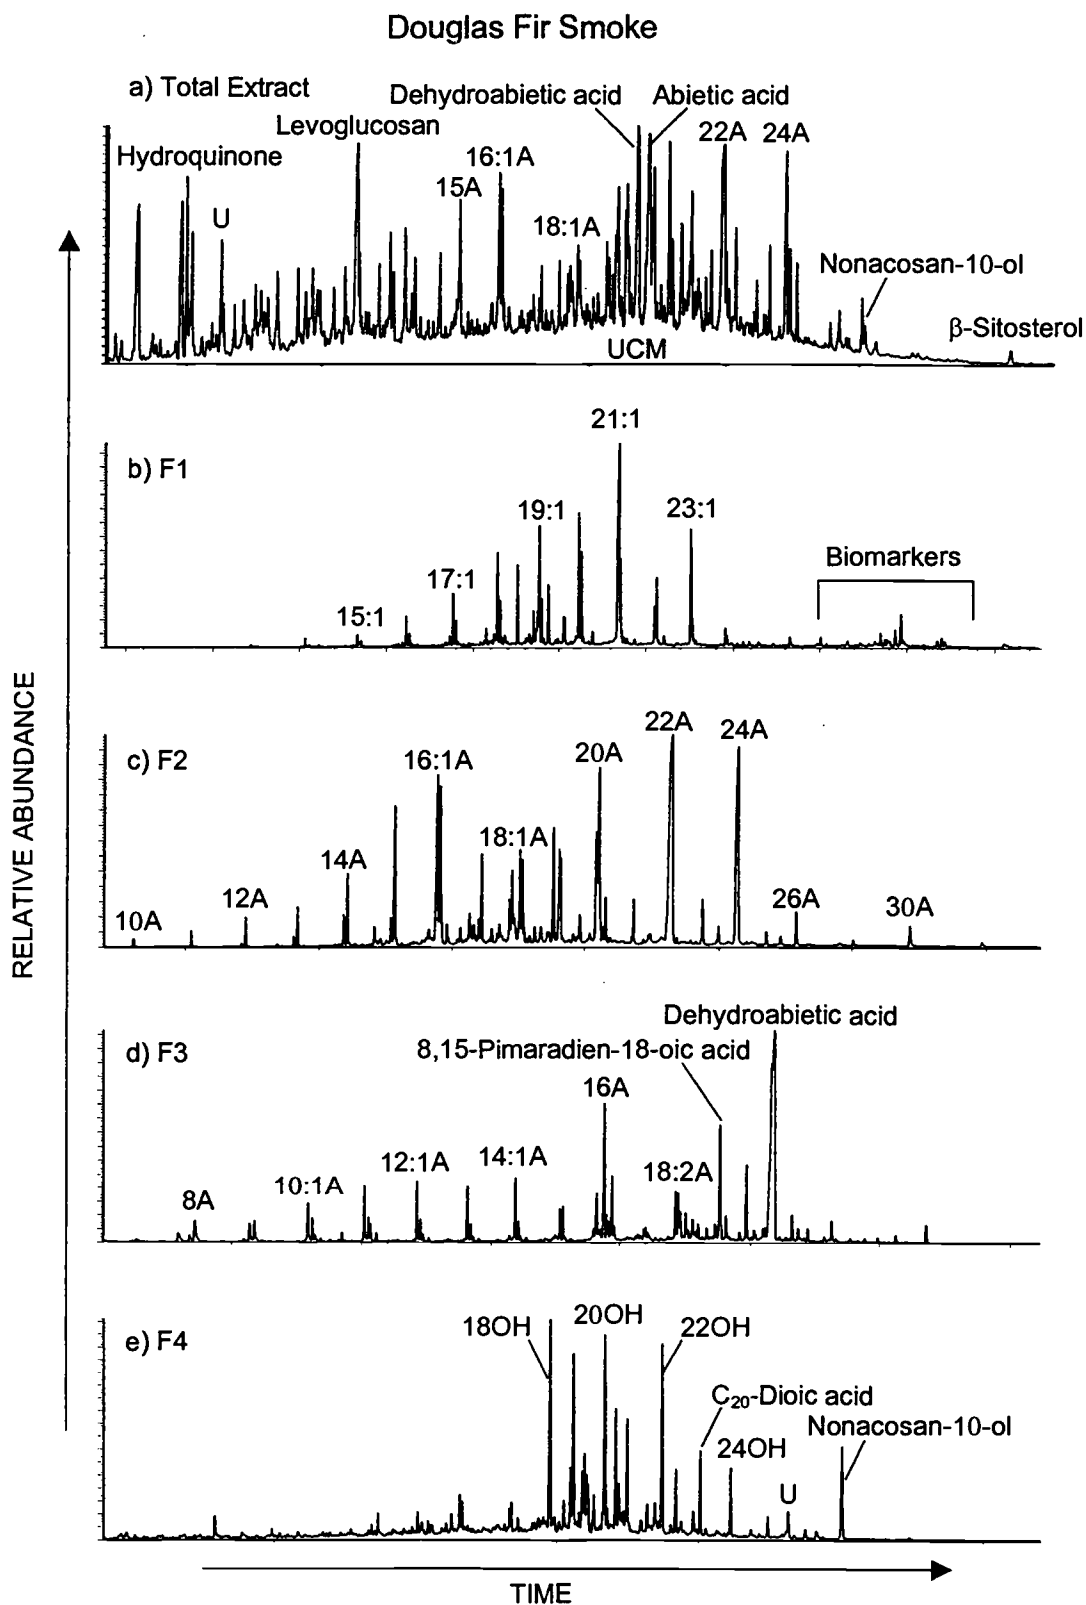 Douglas Fir Smoke
a) Total Extract
Dehydroabietic acid
Abietic acid
Levoglucosan
Hydroquinone
U
15A
16:1A
18:1A
22A
24A
Nonacosan-10-ol
β-Sitosterol
UCM
b) F1
15:1
17:1
19:1
21:1
23:1
Biomarkers
c) F2
10A
12A
14A
16:1A
18:1A
20A
22A
24A
26A
30A
d) F3
8A
10:1A
12:1A
14:1A
16A
18:2A
8,15-Pimaradien-18-oic acid
Dehydroabietic acid
e) F4
18OH
20OH
22OH
C₂₀-Dioic acid
24OH
U
Nonacosan-10-ol
RELATIVE ABUNDANCE
TIME